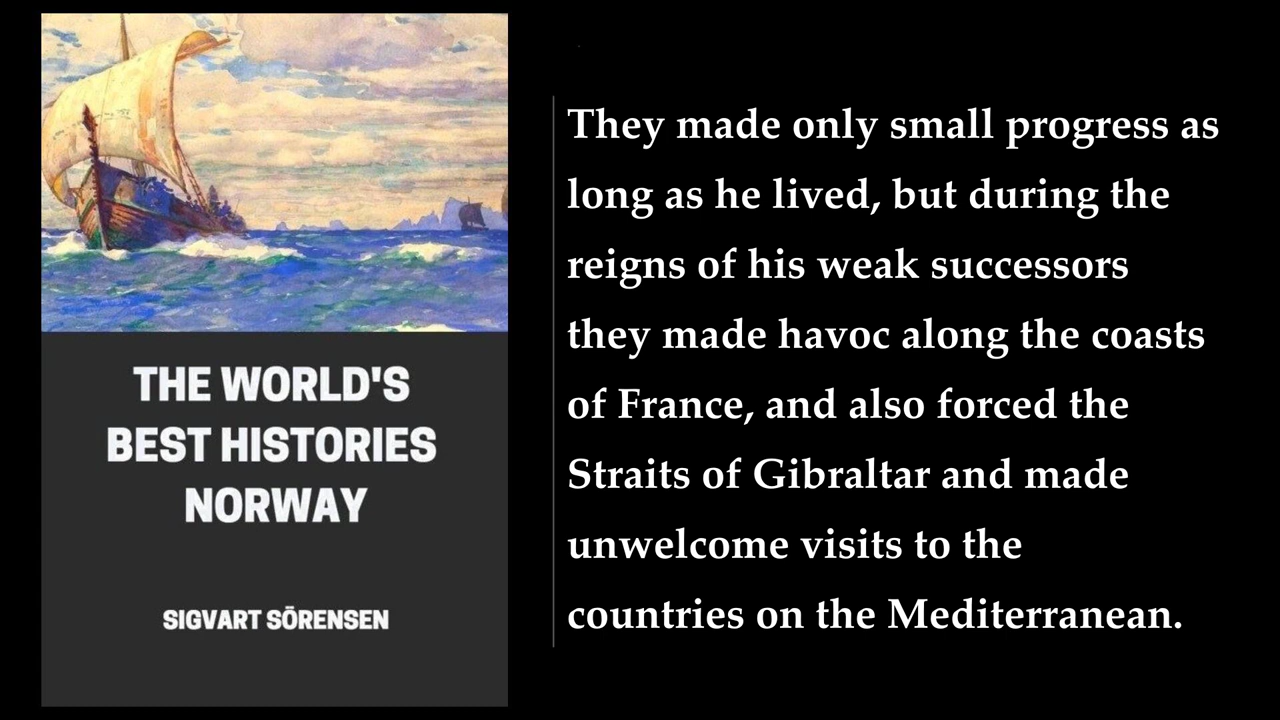 THE WORLD'S
BEST HISTORIES
NORWAY
SIGVART SÖRENSEN
They made only small progress as
long as he lived, but during the
reigns of his weak successors
they made havoc along the coasts
of France, and also forced the
Straits of Gibraltar and made
unwelcome visits to the
countries on the Mediterranean.